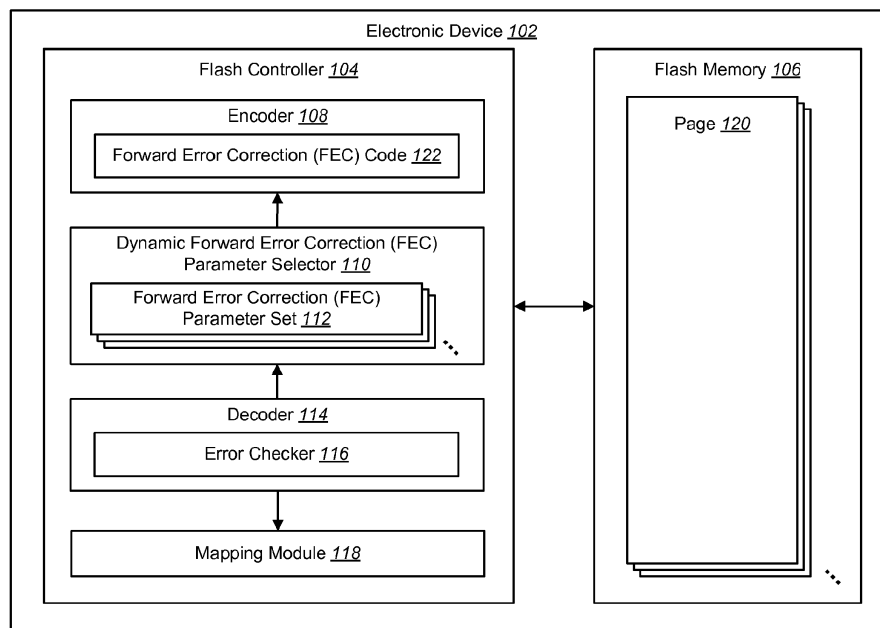 Electronic Device 102
Flash Controller 104
Encoder 108
Forward Error Correction (FEC) Code 122
Dynamic Forward Error Correction (FEC)
Parameter Selector 110
Forward Error Correction (FEC)
Parameter Set 112
Decoder 114
Error Checker 116
Mapping Module 118
Flash Memory 106
Page 120